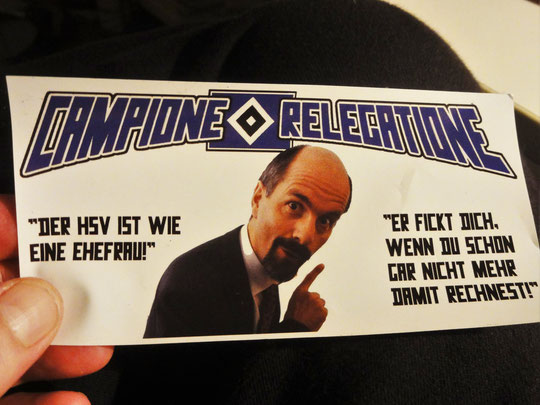 CAMPIONE RELEGATIONE
"DER HSV IST WIE
EINE EHEFRAU!"
"ER FICKT DICH,
WENN DU SCHON
GAR NICHT MEHR
DAMIT RECHNEST!"